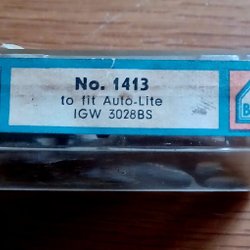 No. 1413
to fit Auto-Lite
IGW 3028BS